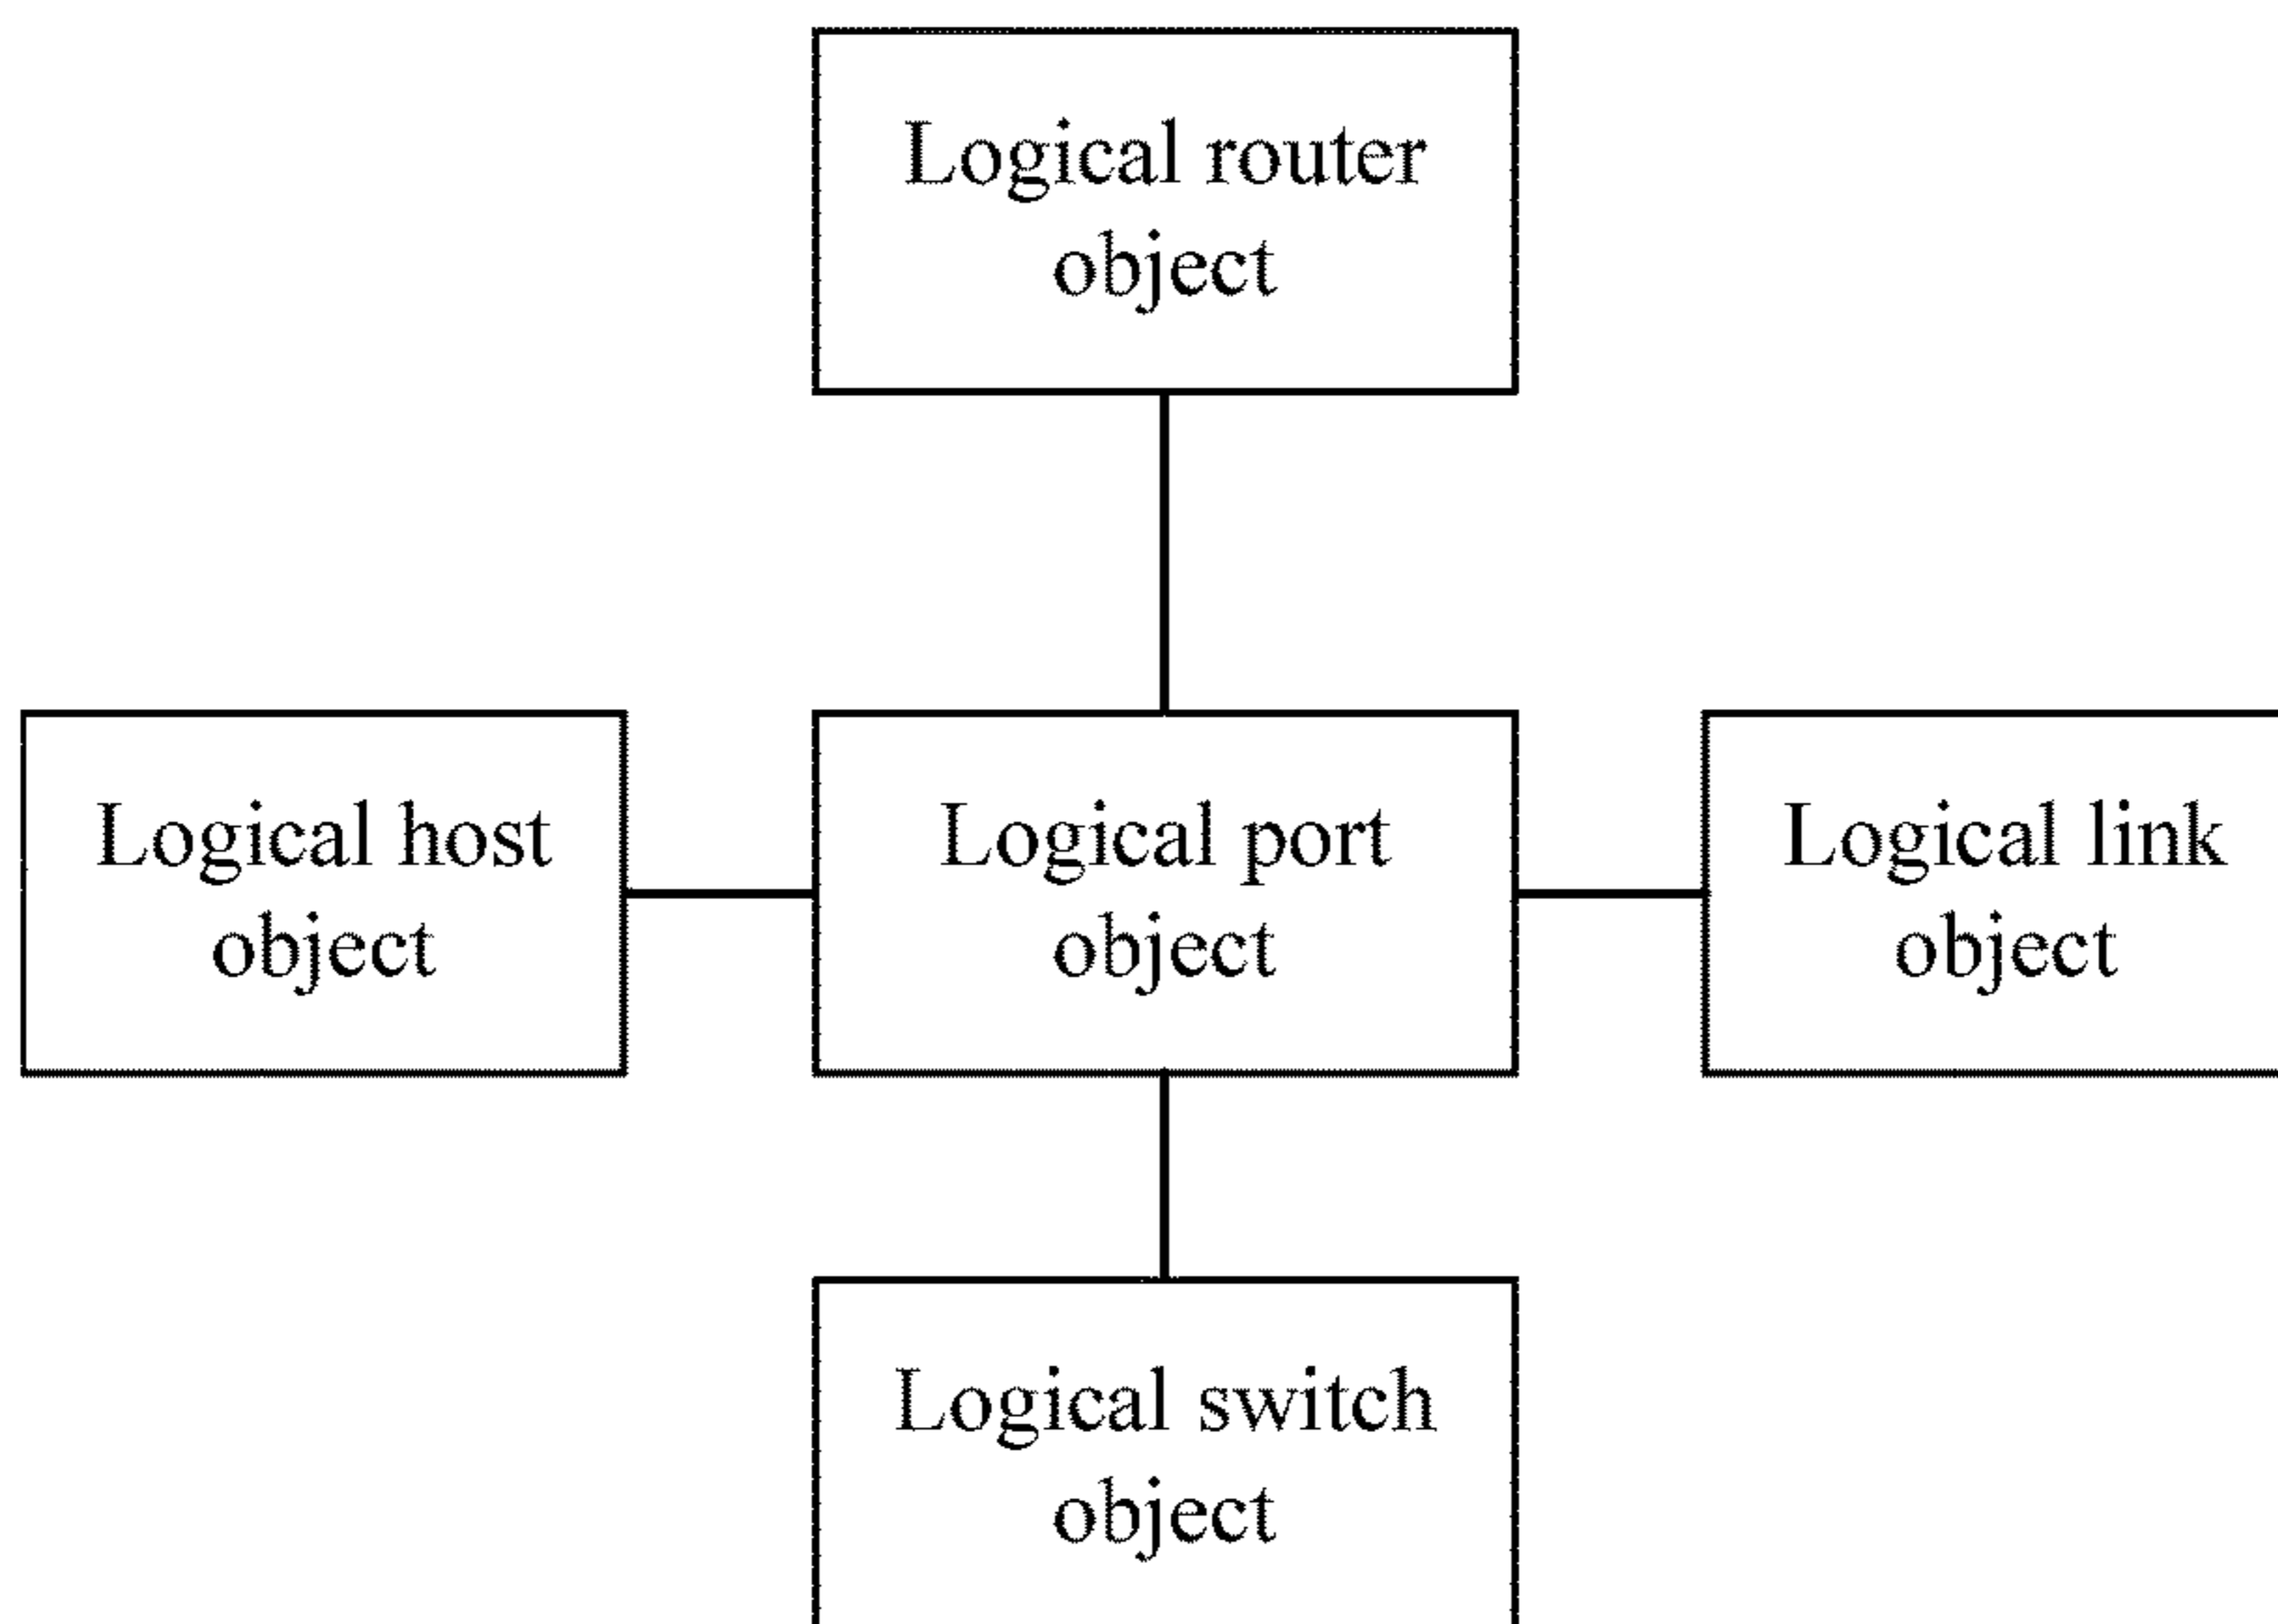 Logical router
object
Logical host
object
Logical port
object
Logical link
object
Logical switch
object